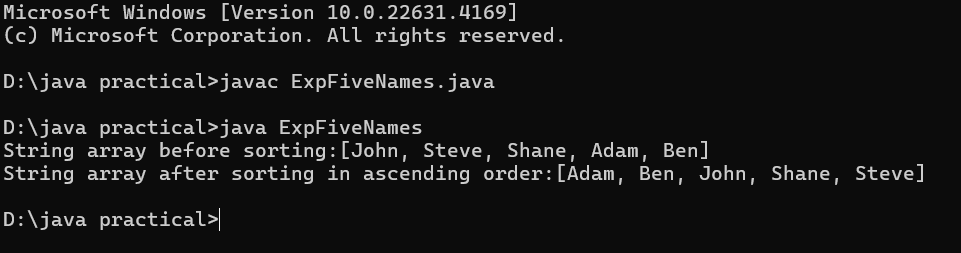 Microsoft Windows [Version 10.0.22631.4169]
(c) Microsoft Corporation. All rights reserved.
D:\java practical>javac ExpFiveNames.java
D:\java practical>java ExpFiveNames
String array before sorting:[John, Steve, Shane, Adam, Ben]
String array after sorting in ascending order:[Adam, Ben, John, Shane, Steve]
D:\java practical>